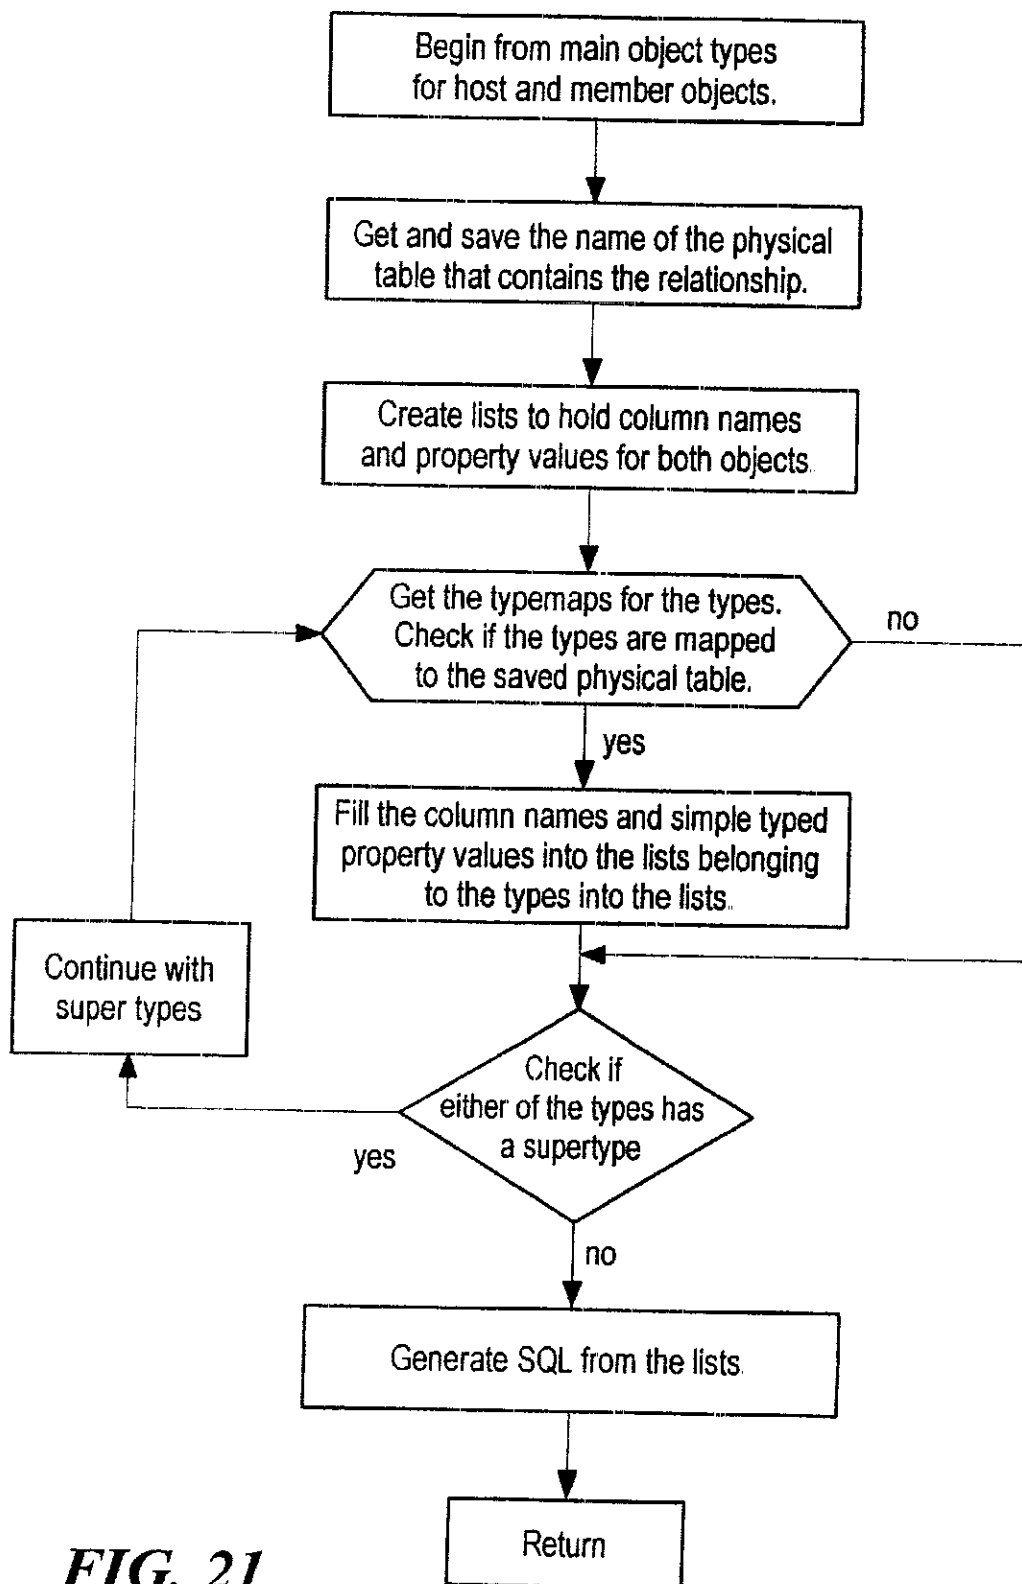 Begin from main object types
for host and member objects.
Get and save the name of the physical
table that contains the relationship.
Create lists to hold column names
and property values for both objects.
Get the typemaps for the types.
Check if the types are mapped
to the saved physical table.
no
yes
Fill the column names and simple typed
property values into the lists belonging
to the types into the lists.
Continue with
super types
Check if
either of the types has
a supertype
yes
no
Generate SQL from the lists.
Return
FIG. 21